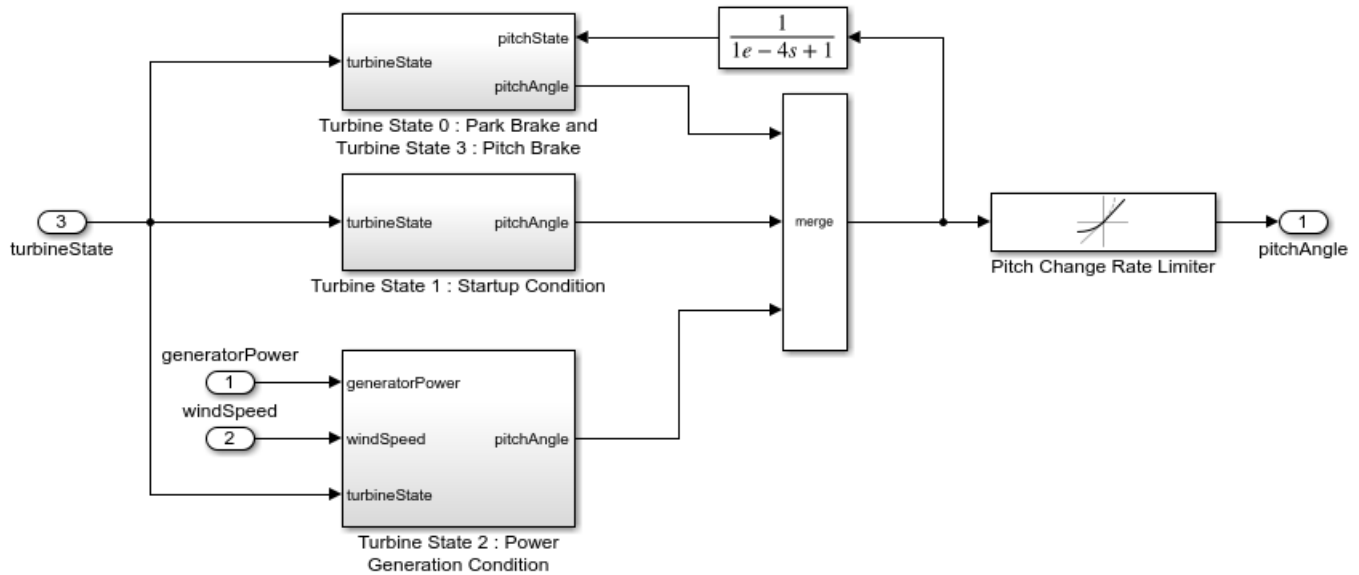 pitchState
turbineState
pitchAngle
Turbine State 0 : Park Brake and
Turbine State 3 : Pitch Brake
1
1e − 4s + 1
3
turbineState
turbineState
pitchAngle
Turbine State 1 : Startup Condition
merge
Pitch Change Rate Limiter
1
pitchAngle
generatorPower
1
windSpeed
2
generatorPower
windSpeed
pitchAngle
turbineState
Turbine State 2 : Power
Generation Condition